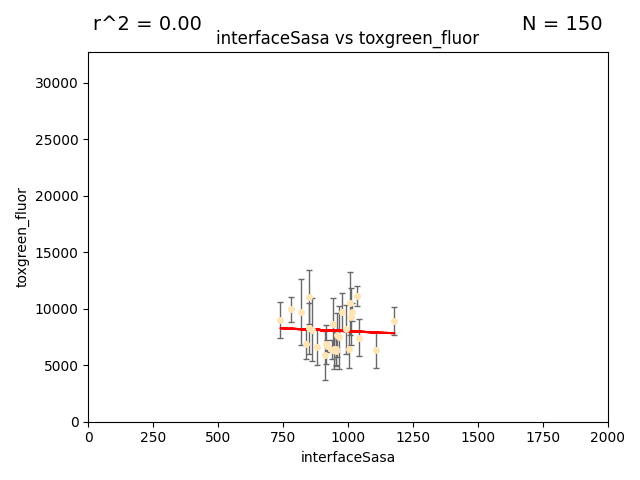 r^2 = 0.00
N = 150
interfaceSasa vs toxgreen_fluor
30000
25000
20000
15000
10000
5000
0
toxgreen_fluor
0 250 500 750 1000 1250 1500 1750 2000
interfaceSasa